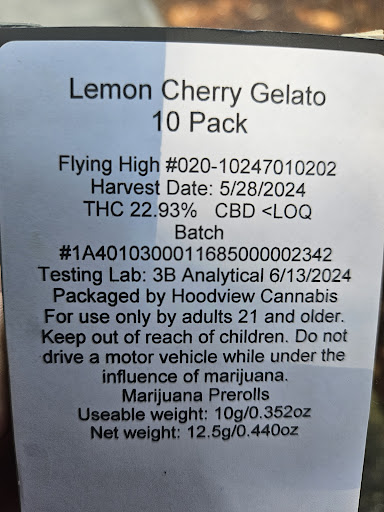 Lemon Cherry Gelato
10 Pack
Flying High #020-10247010202
Harvest Date: 5/28/2024
THC 22.93% CBD <LOQ
Batch
#1A4010300011685000002342
Testing Lab: 3B Analytical 6/13/2024
Packaged by Hoodview Cannabis
For use only by adults 21 and older.
Keep out of reach of children. Do not
drive a motor vehicle while under the
influence of marijuana.
Marijuana Prerolls
Useable weight: 10g/0.352oz
Net weight: 12.5g/0.440oz